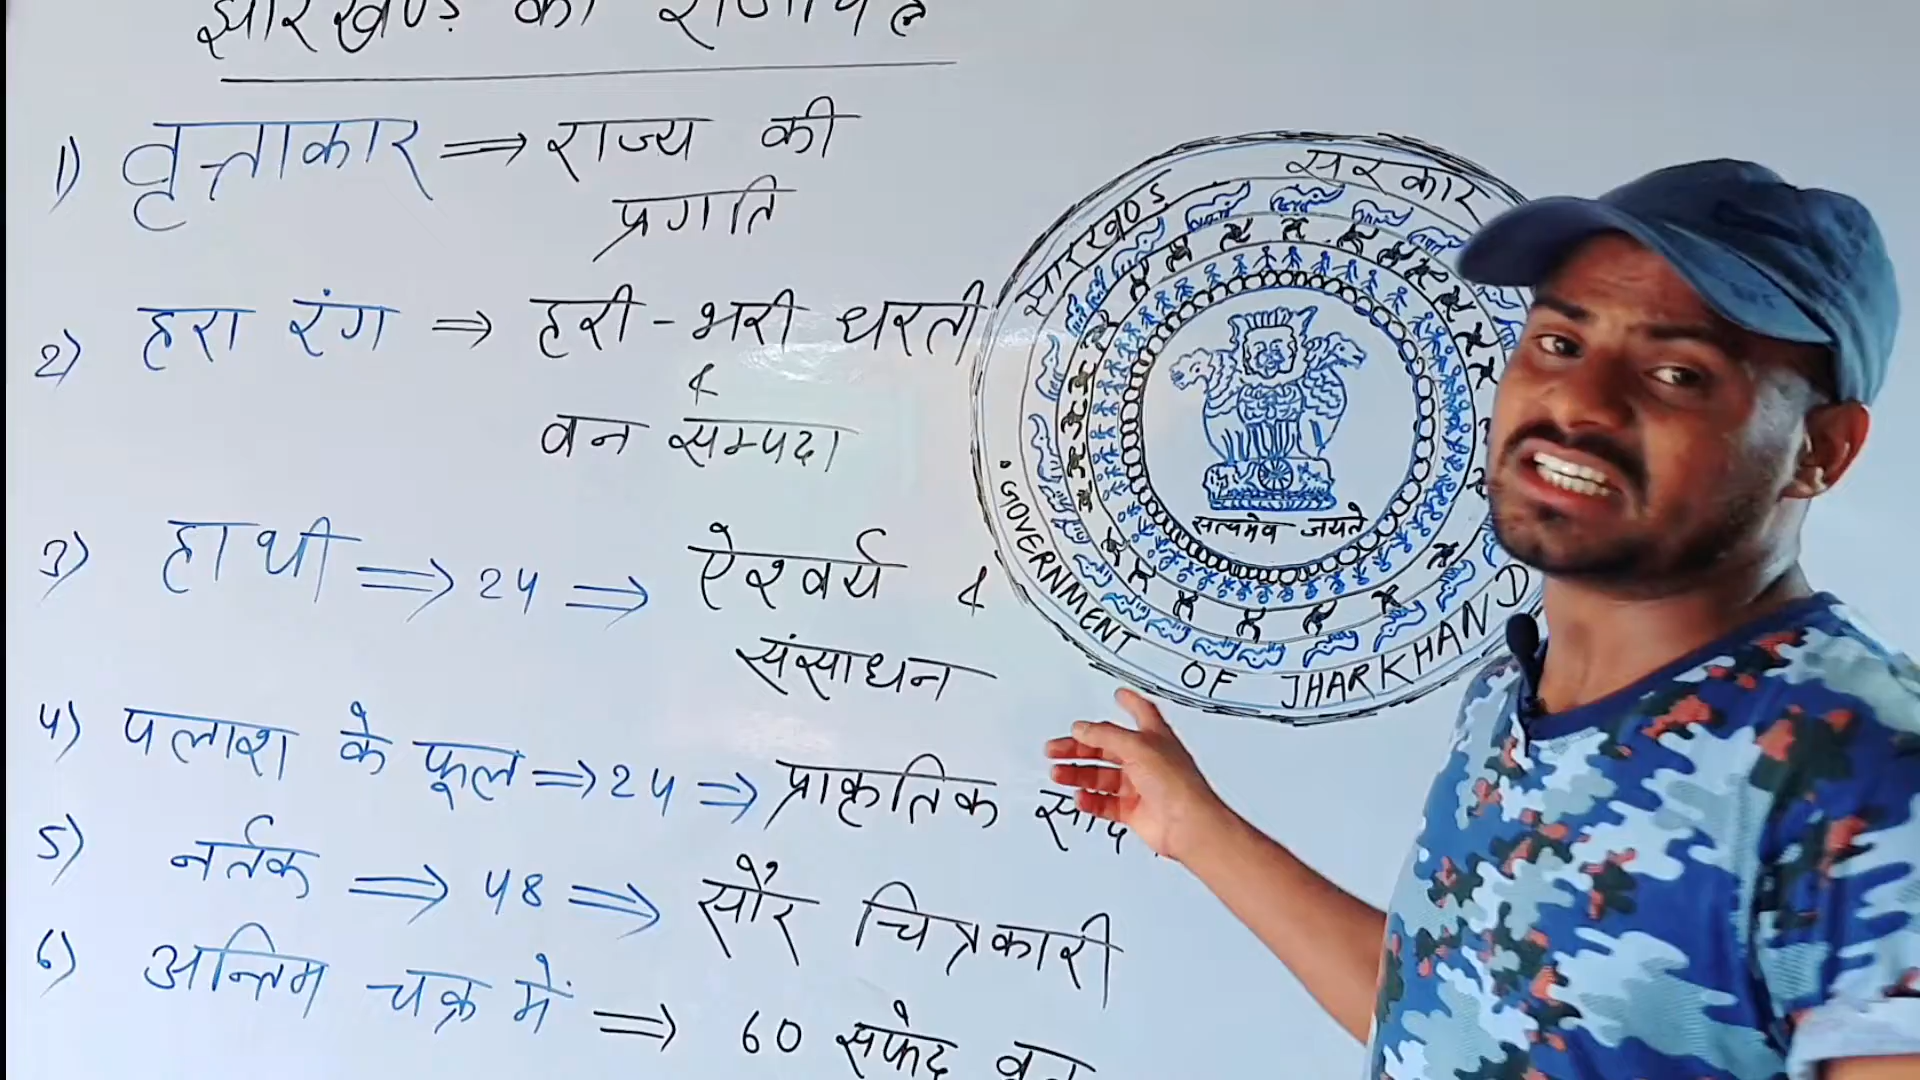 झारखण्ड का राजचिह्न
1) वृत्ताकार ⇒ राज्य की
प्रगति
2) हरा रंग ⇒ हरी - भरी धरती
&
वन सम्पदा
3) हाथी ⇒ 24 ⇒ ऐश्वर्य &
संसाधन
4) पलाश के फूल ⇒ 24 ⇒ प्राकृतिक
5) नर्तक ⇒ 48 ⇒ सौर चित्रकारी
6) अन्तिम चक्र में ⇒ 60 सफेद
झारखण्ड सरकार
सत्यमेव जयते
• GOVERNMENT OF JHARKHAND